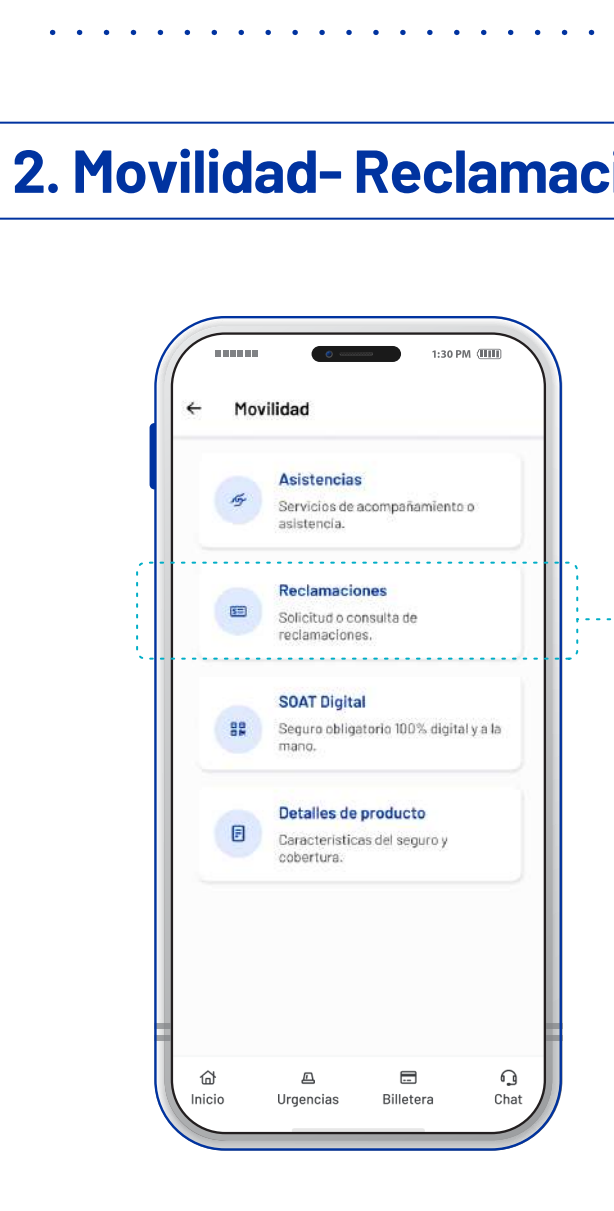 2. Movilidad- Reclamaci
1:30 PM
Movilidad
Asistencias
Servicios de acompañamiento o
asistencia.
Reclamaciones
Solicitud o consulta de
reclamaciones.
SOAT Digital
Seguro obligatorio 100% digital y a la
mano.
Detalles de producto
Características del seguro y
cobertura.
Inicio
Urgencias
Billetera
Chat